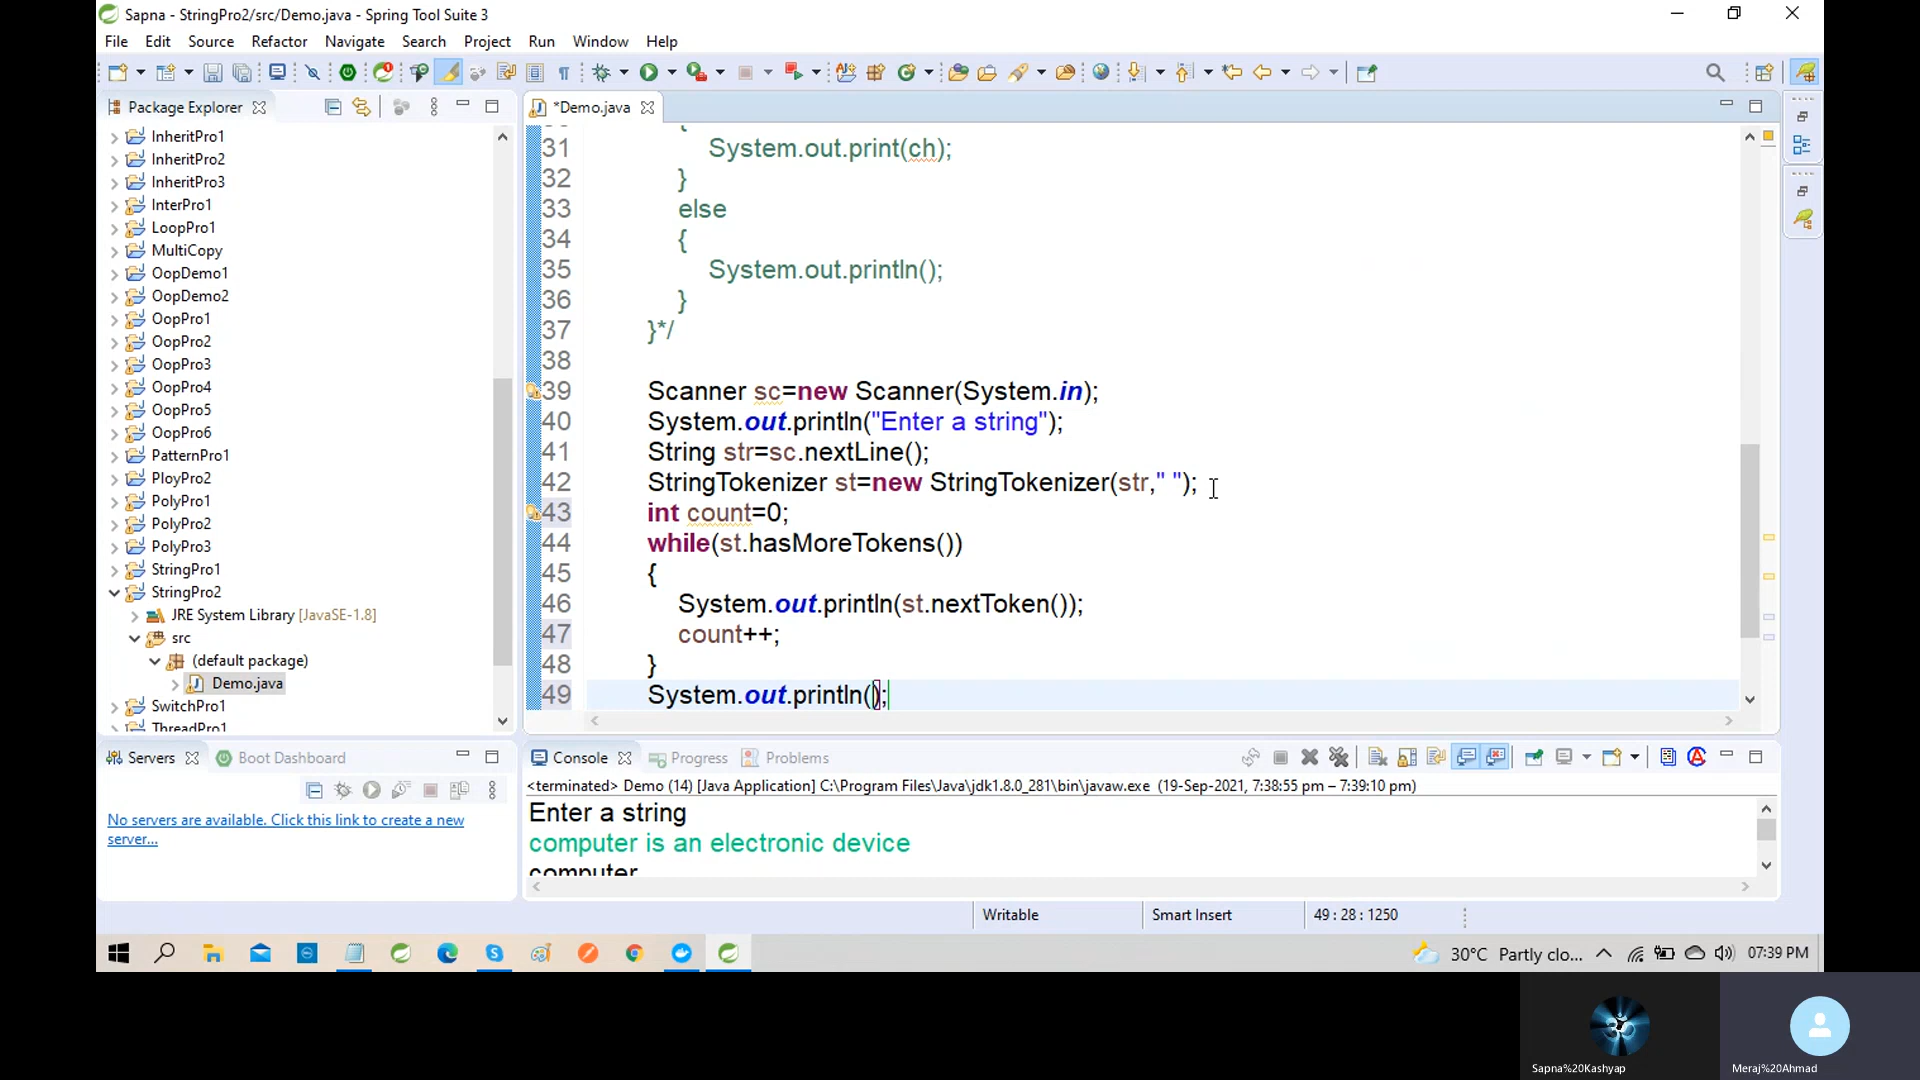 Sapna - StringPro2/src/Demo.java - Spring Tool Suite 3
File Edit Source Refactor Navigate Search Project Run Window Help
Package Explorer
InheritPro1
InheritPro2
InheritPro3
InterPro1
LoopPro1
MultiCopy
OopDemo1
OopDemo2
OopPro1
OopPro2
OopPro3
OopPro4
OopPro5
OopPro6
PatternPro1
PloyPro2
PolyPro1
PolyPro2
PolyPro3
StringPro1
StringPro2
JRE System Library [JavaSE-1.8]
src
(default package)
Demo.java
SwitchPro1
ThreadPro1
*Demo.java
{
31 System.out.print(ch);
32 }
33 else
34 {
35 System.out.println();
36 }
37 }*/
38
39 Scanner sc=new Scanner(System.in);
40 System.out.println("Enter a string");
41 String str=sc.nextLine();
42 StringTokenizer st=new StringTokenizer(str," ");
43 int count=0;
44 while(st.hasMoreTokens())
45 {
46 System.out.println(st.nextToken());
47 count++;
48 }
49 System.out.println();
Servers Boot Dashboard
No servers are available. Click this link to create a new
server...
Console Progress Problems
<terminated> Demo (14) [Java Application] C:\Program Files\Java\jdk1.8.0_281\bin\javaw.exe (19-Sep-2021, 7:38:55 pm – 7:39:10 pm)
Enter a string
computer is an electronic device
computer
Writable Smart Insert 49 : 28 : 1250
30°C Partly clo... 07:39 PM
Sapna%20Kashyap
Meraj%20Ahmad